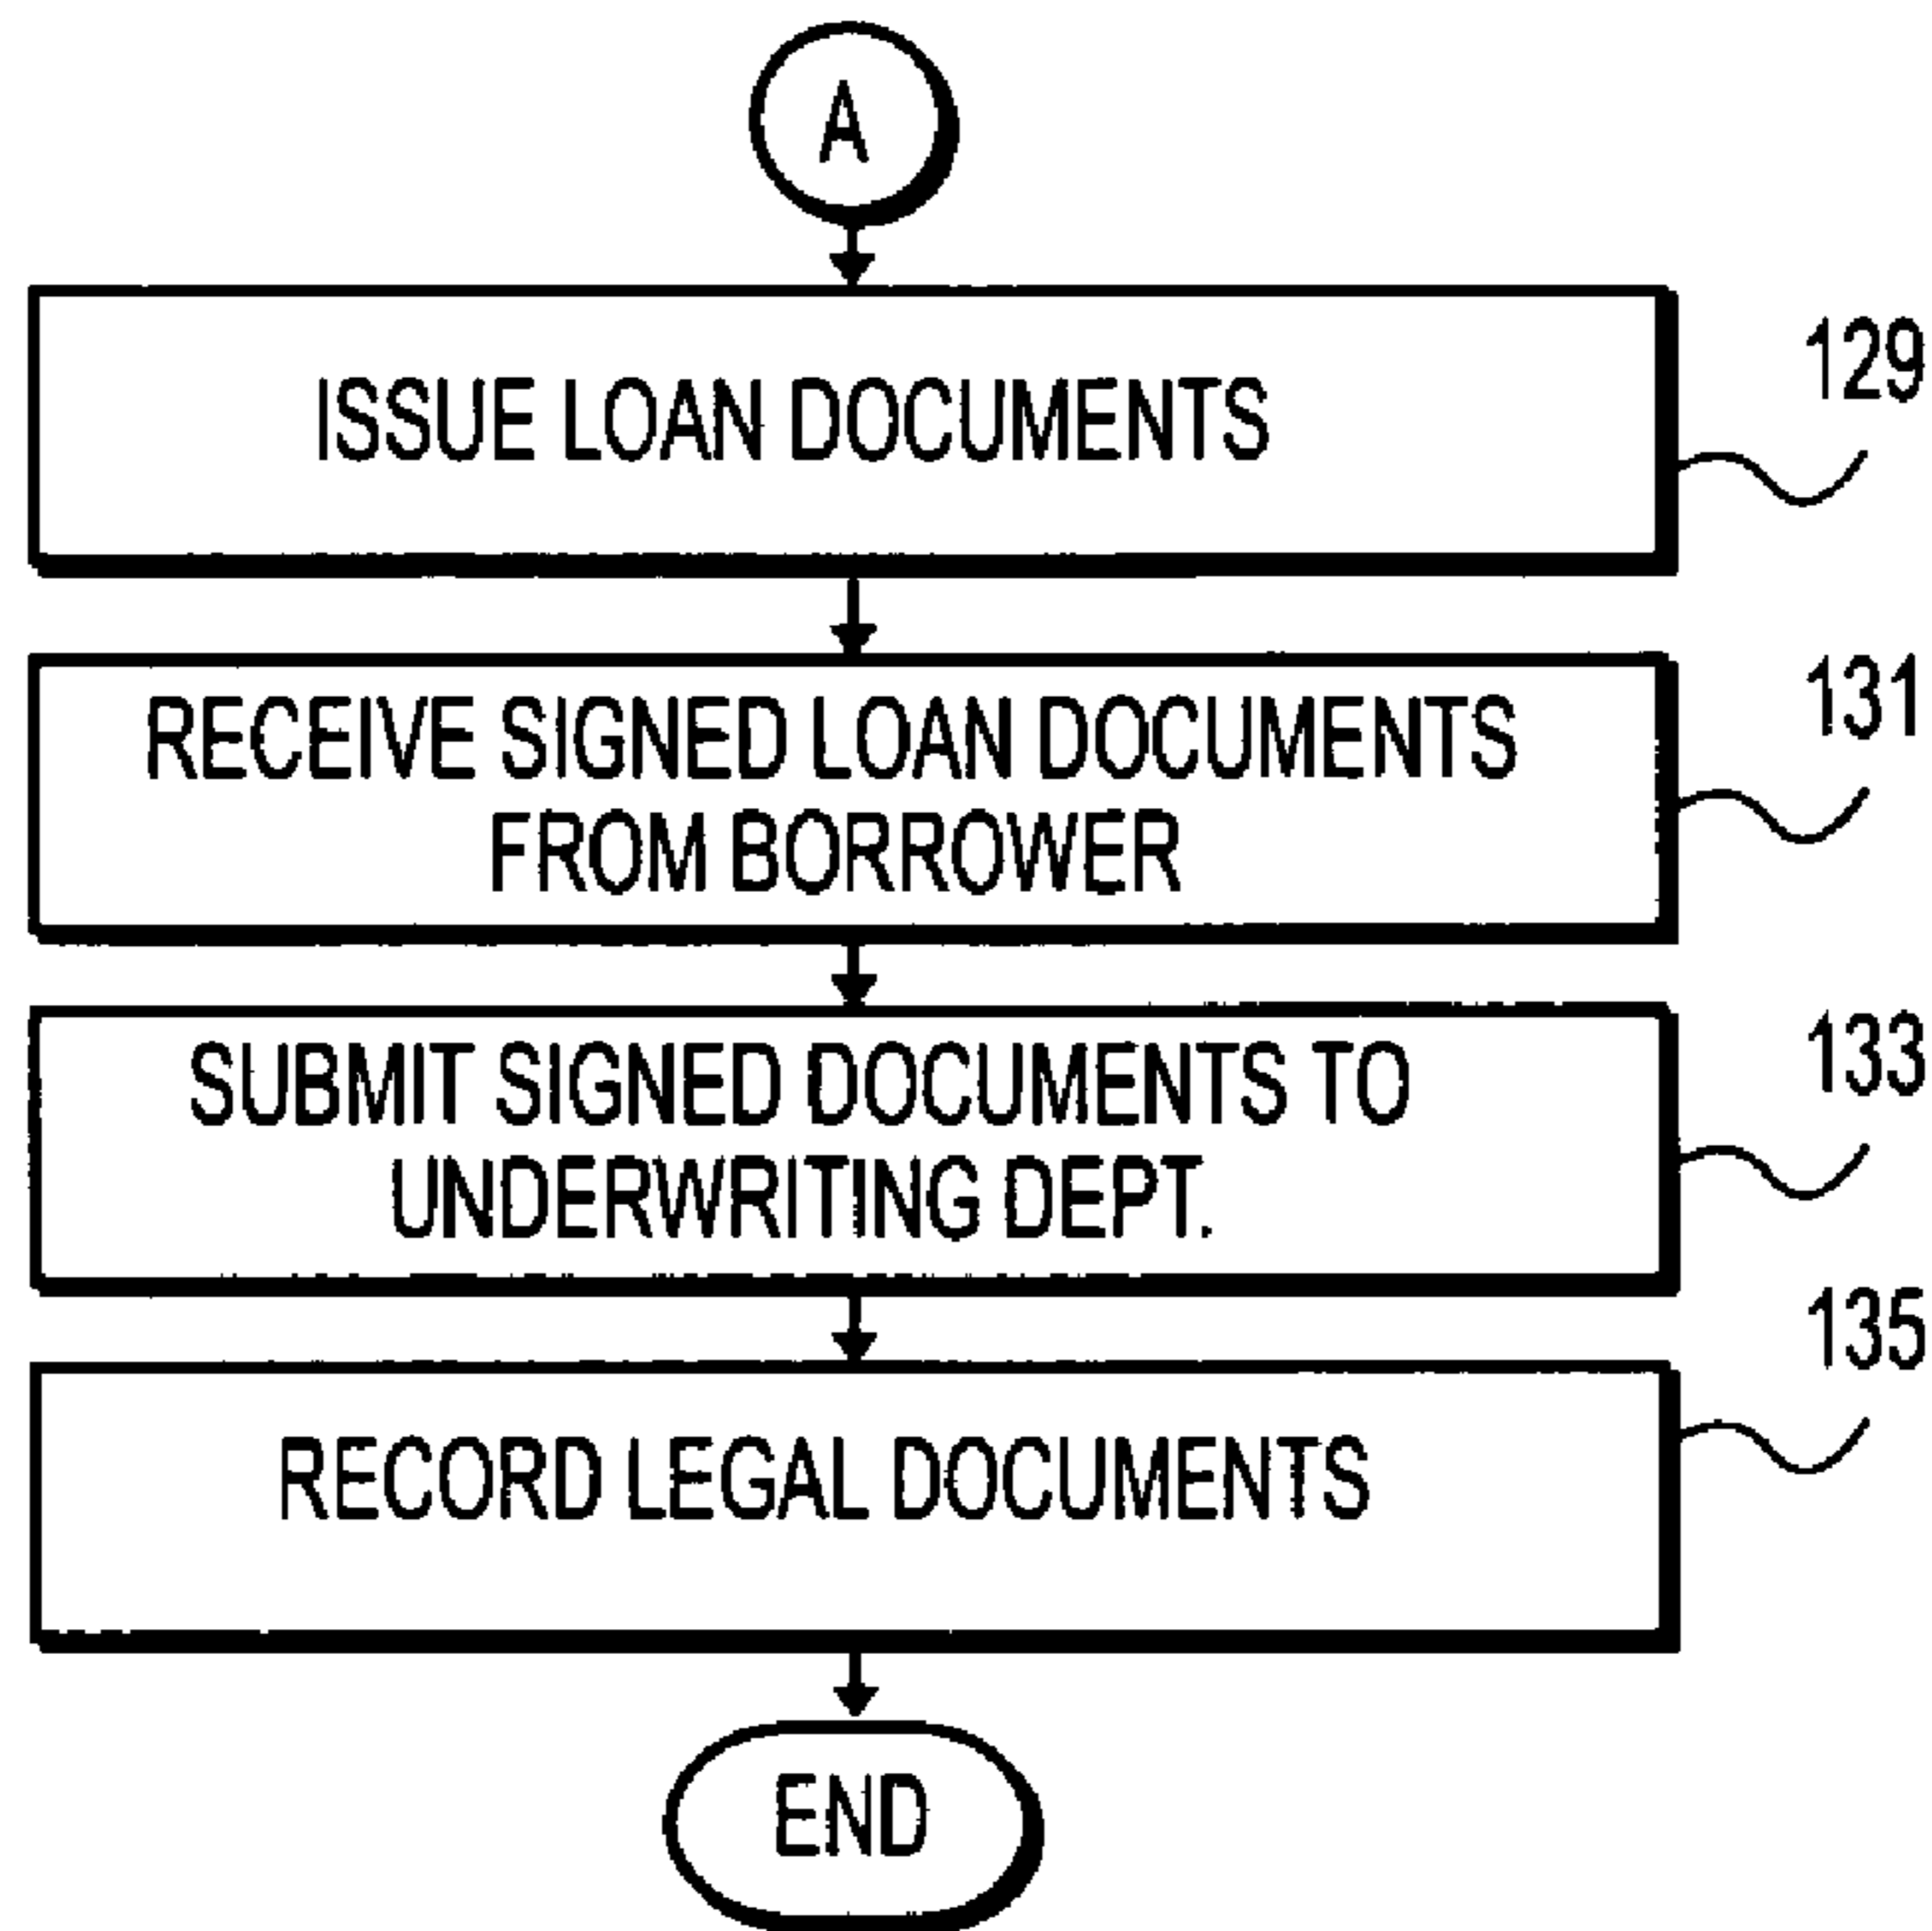 A
ISSUE LOAN DOCUMENTS
129
RECEIVE SIGNED LOAN DOCUMENTS
FROM BORROWER
131
SUBMIT SIGNED DOCUMENTS TO
UNDERWRITING DEPT.
133
RECORD LEGAL DOCUMENTS
135
END